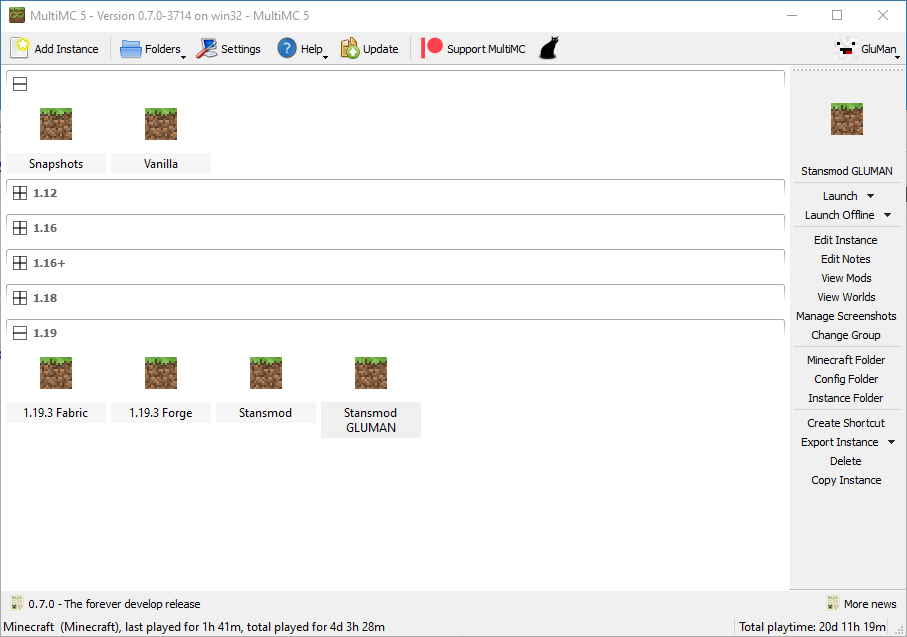 MultiMC 5 - Version 0.7.0-3714 on win32 - MultiMC 5
Add Instance Folders Settings Help Update Support MultiMC GluMan
Snapshots Vanilla
1.12
1.16
1.16+
1.18
1.19
1.19.3 Fabric 1.19.3 Forge Stansmod Stansmod
GLUMAN
Stansmod GLUMAN
Launch
Launch Offline
Edit Instance
Edit Notes
View Mods
View Worlds
Manage Screenshots
Change Group
Minecraft Folder
Config Folder
Instance Folder
Create Shortcut
Export Instance
Delete
Copy Instance
0.7.0 - The forever develop release More news
Minecraft (Minecraft), last played for 1h 41m, total played for 4d 3h 28m Total playtime: 20d 11h 19m